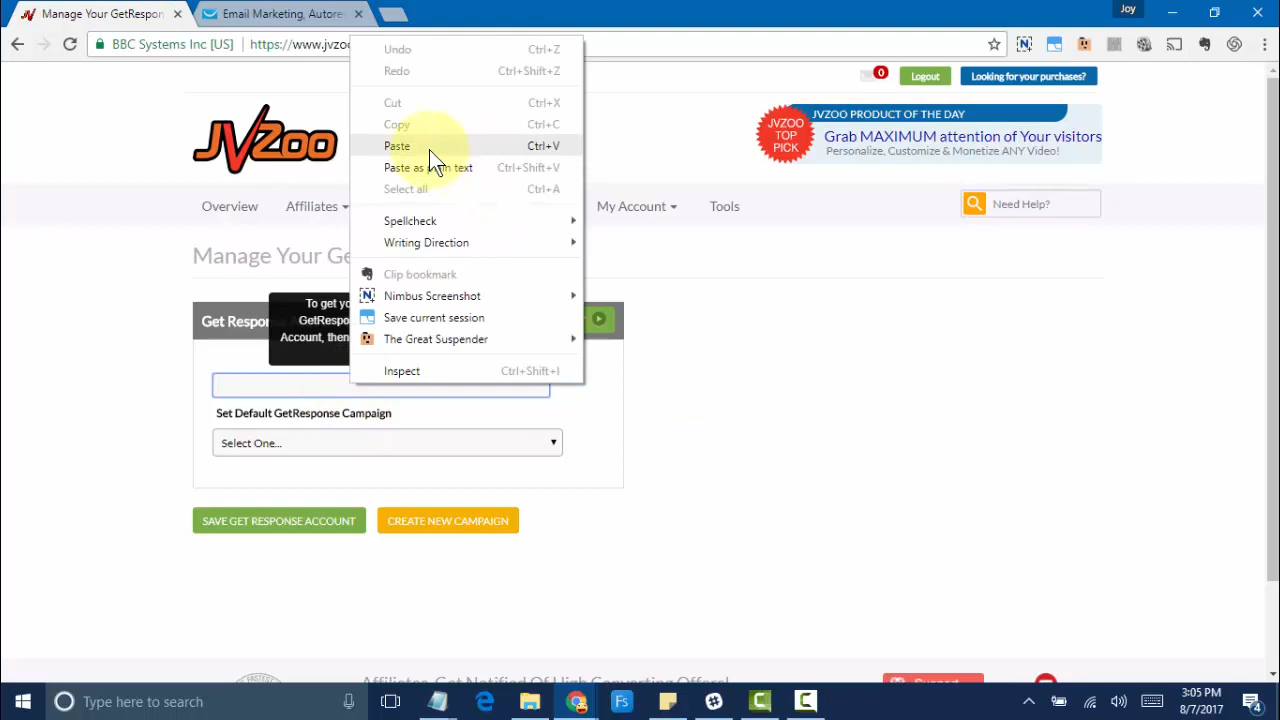 Manage Your GetRespon
Email Marketing, Autores
Joy
BBC Systems Inc [US]
https://www.jvzoo
0
Logout
Looking for your purchases?
JVZOO
JVZOO TOP PICK
JVZOO PRODUCT OF THE DAY
Grab MAXIMUM attention of Your visitors
Personalize, Customize & Monetize ANY Video!
Overview
Affiliates
My Account
Tools
Need Help?
Undo Ctrl+Z
Redo Ctrl+Shift+Z
Cut Ctrl+X
Copy Ctrl+C
Paste Ctrl+V
Paste as plain text Ctrl+Shift+V
Select all Ctrl+A
Spellcheck
Writing Direction
Clip bookmark
Nimbus Screenshot
Save current session
The Great Suspender
Inspect Ctrl+Shift+I
Manage Your Ge
Get Respon
To get yo
GetRespo
Account, then
Set Default GetResponse Campaign
Select One...
SAVE GET RESPONSE ACCOUNT
CREATE NEW CAMPAIGN
Type here to search
3:05 PM
8/7/2017
4